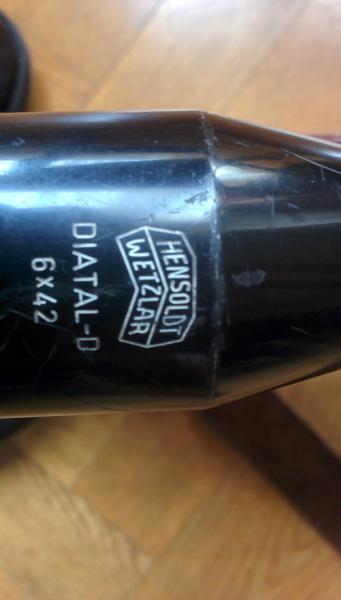 HENSOLDT
WETZLAR
DIATAL-D
6x42